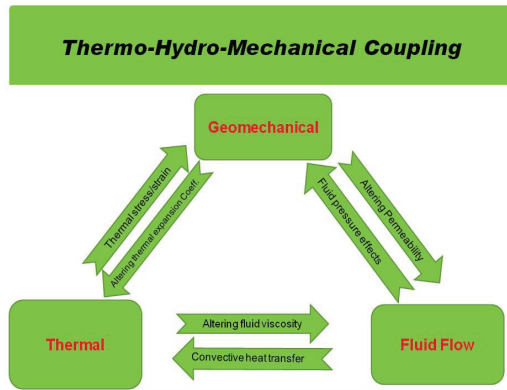 Thermo-Hydro-Mechanical Coupling
Geomechanical
Thermal stress/strain
Altering thermal expansion Coeff.
Fluid pressure effects
Altering Permeability
Thermal
Altering fluid viscosity
Convective heat transfer
Fluid Flow